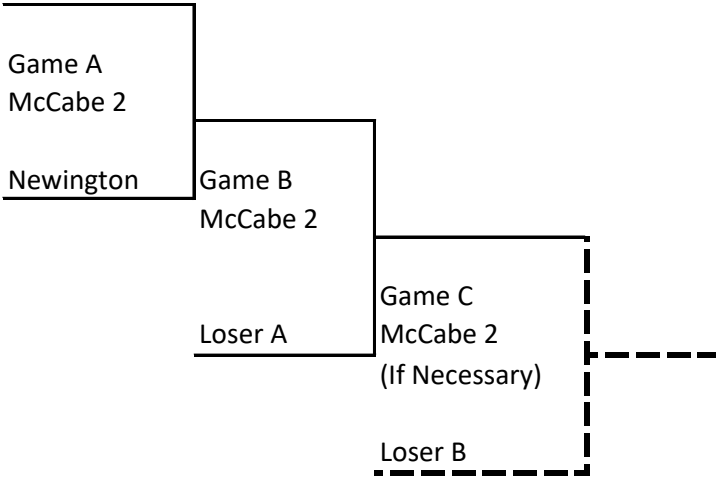 Game A
McCabe 2
Newington
Game B
McCabe 2
Loser A
Game C
McCabe 2
(If Necessary)
Loser B